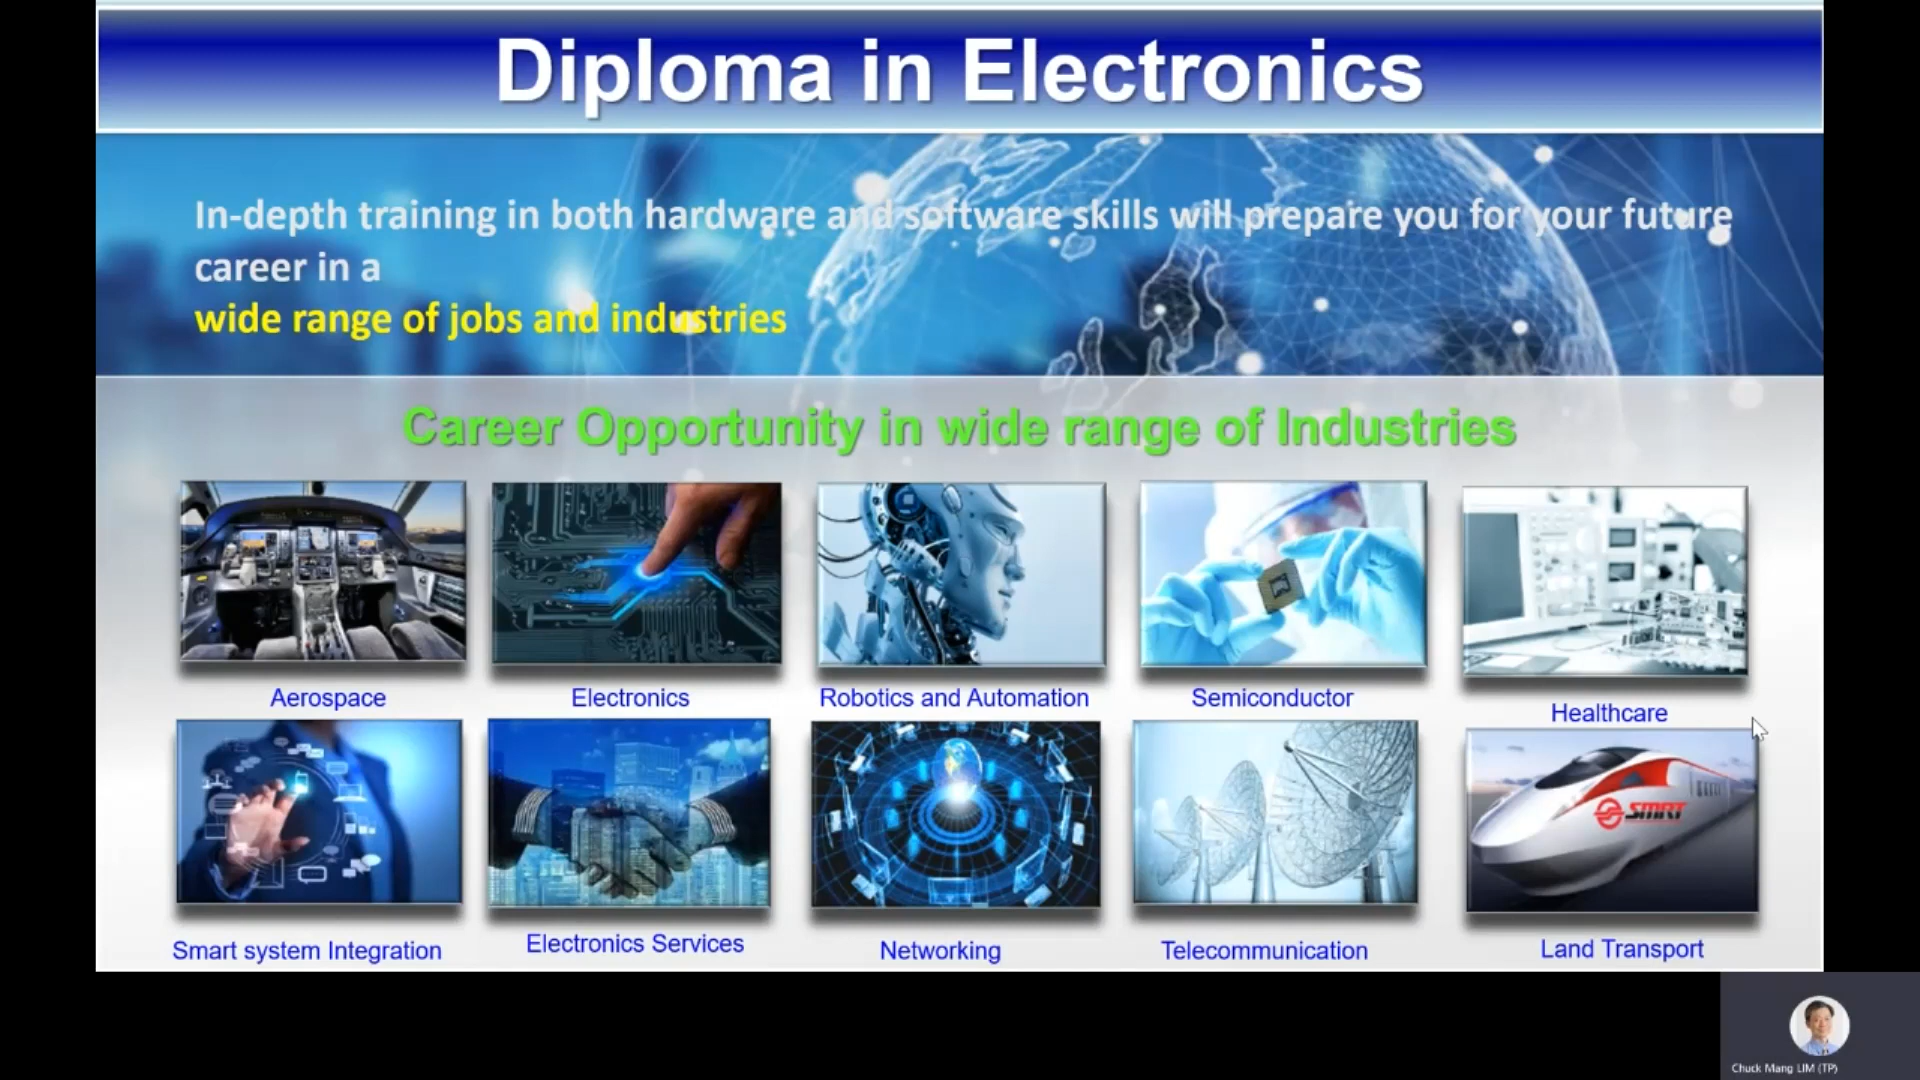 Diploma in Electronics
In-depth training in both hardware and software skills will prepare you for your future
career in a
wide range of jobs and industries
Career Opportunity in wide range of Industries
Aerospace
Electronics
Robotics and Automation
Semiconductor
Healthcare
SMRT
Smart system Integration
Electronics Services
Networking
Telecommunication
Land Transport
Chuck Mang LIM (TP)